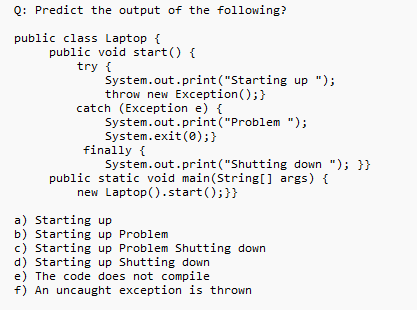 Q: Predict the output of the following?
public class Laptop {
public void start() {
try {
System.out.print("Starting up ");
throw new Exception();}
catch (Exception e) {
System.out.print("Problem ");
System.exit(0);}
finally {
System.out.print("Shutting down "); }}
public static void main(String[] args) {
new Laptop().start();}}
a) Starting up
b) Starting up Problem
c) Starting up Problem Shutting down
d) Starting up Shutting down
e) The code does not compile
f) An uncaught exception is thrown